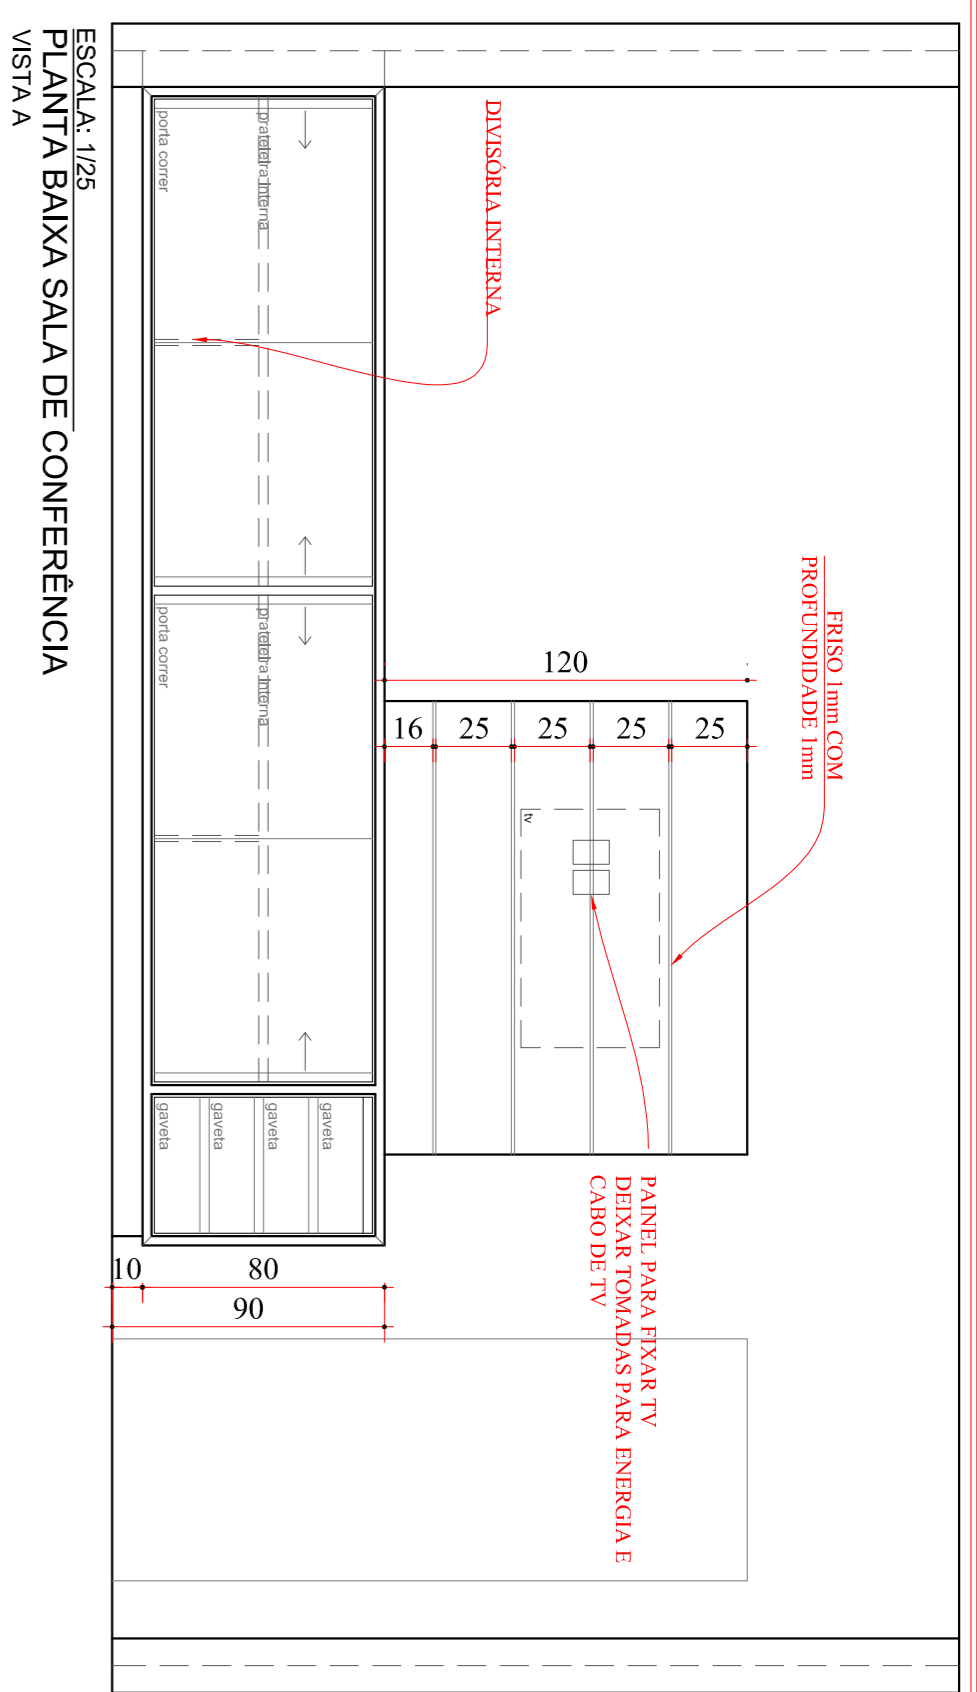 FRISO 1mm COM
PROFUNDIDADE 1mm
DIVISÓRIA INTERNA
PAINEL PARA FIXAR TV
DEIXAR TOMADAS PARA ENERGIA E
CABO DE TV
120
16
25
25
25
25
tv
prateleira interna
porta correr
prateleira interna
porta correr
gaveta
gaveta
gaveta
gaveta
10
80
90
ESCALA: 1/25
PLANTA BAIXA SALA DE CONFERÊNCIA
VISTA A